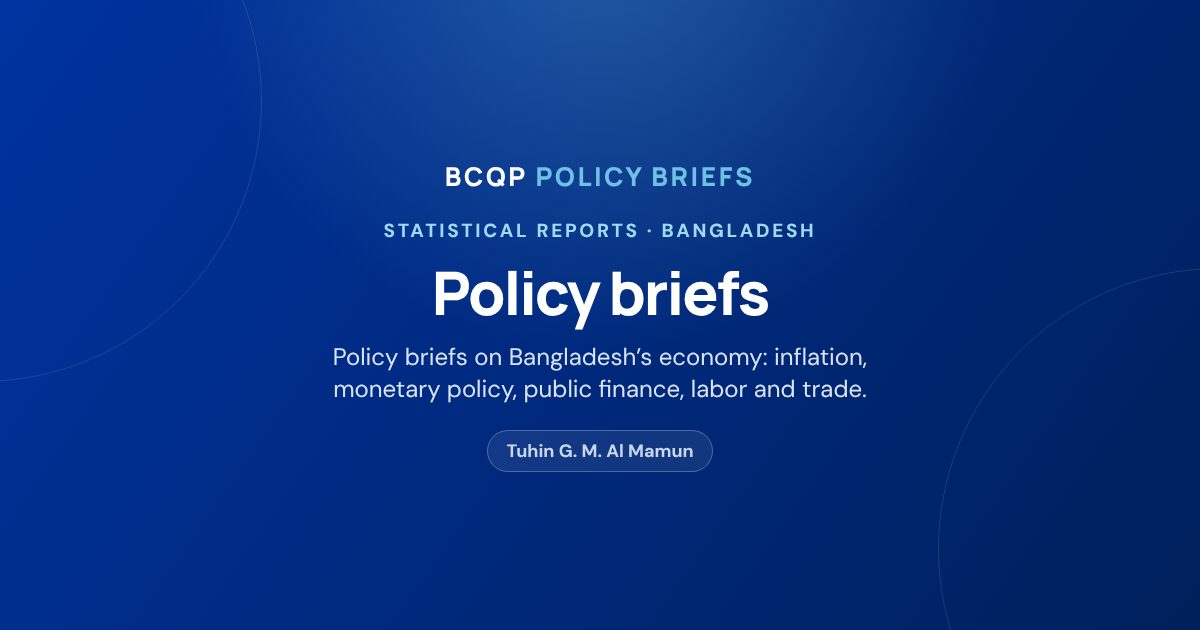 BCQP POLICY BRIEFS
STATISTICAL REPORTS · BANGLADESH
Policy briefs
Policy briefs on Bangladesh’s economy: inflation,
monetary policy, public finance, labor and trade.
Tuhin G. M. Al Mamun